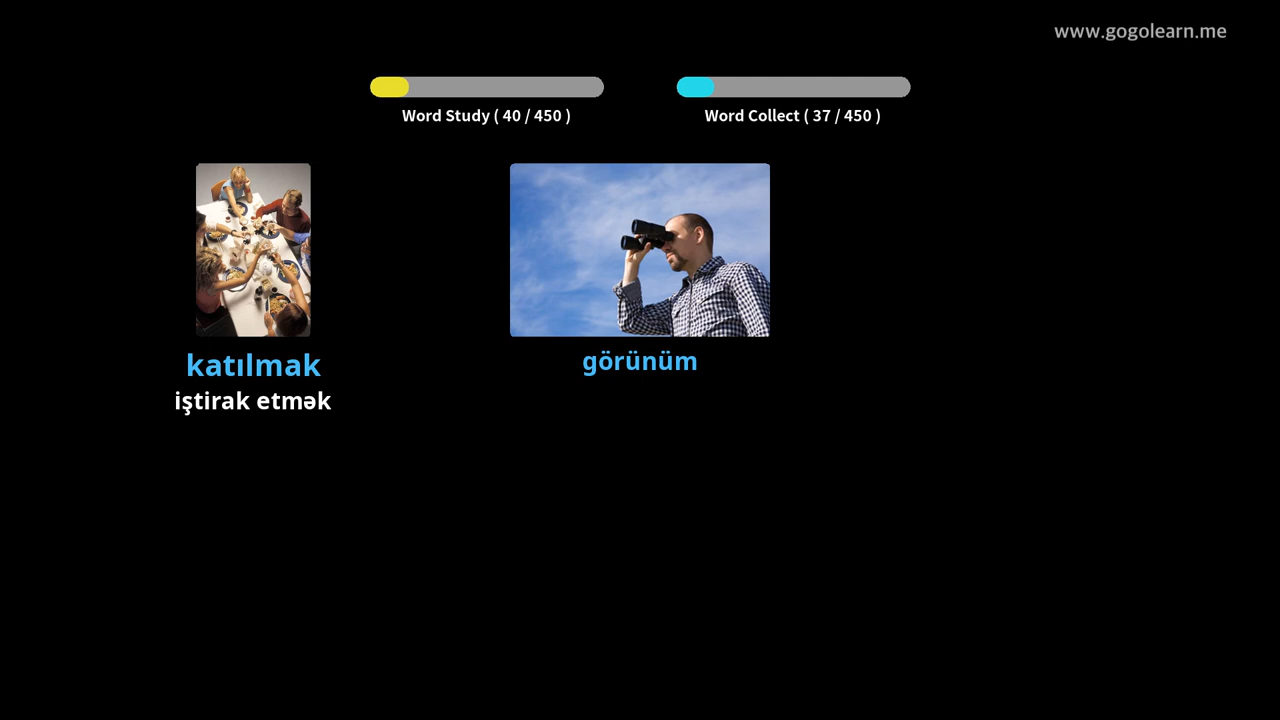 www.gogolearn.me
Word Study ( 40 / 450 )
Word Collect ( 37 / 450 )
katılmak
iştirak etmək
görünüm